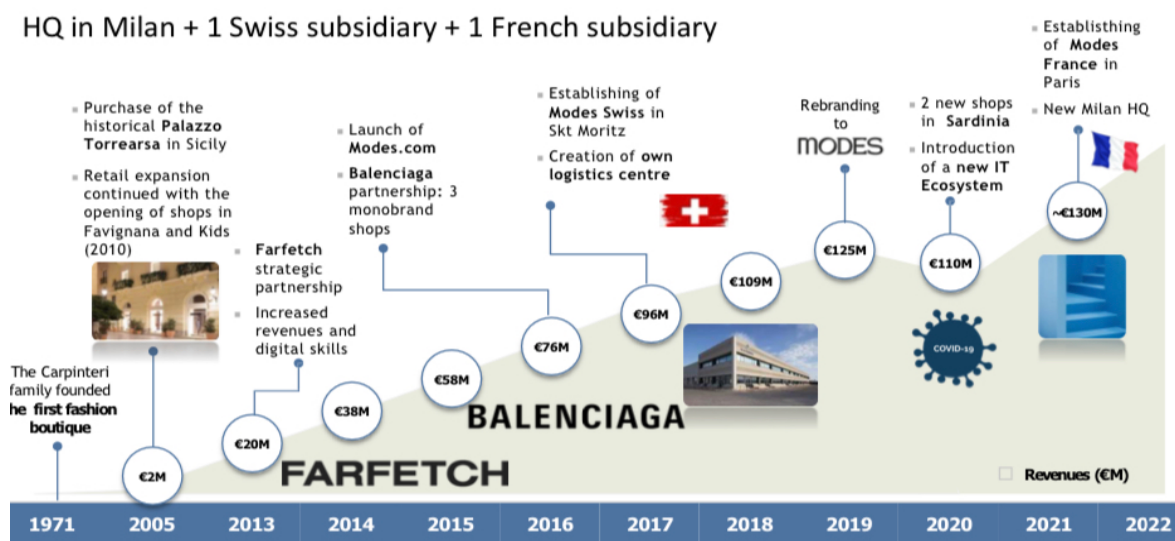 HQ in Milan + 1 Swiss subsidiary + 1 French subsidiary
The Carpinteri
family founded
he first fashion
boutique
Purchase of the
historical Palazzo
Torrearsa in Sicily
Retail expansion
continued with the
opening of shops in
Favignana and Kids
(2010)
Farfetch
strategic
partnership
Increased
revenues and
digital skills
Launch of
Modes.com
Balenciaga
partnership: 3
monobrand
shops
Establishing of
Modes Swiss in
Skt Moritz
Creation of own
logistics centre
Rebranding
to
MODES
2 new shops
in Sardinia
Introduction
of a new IT
Ecosystem
Establisthing
of Modes
France in
Paris
New Milan HQ
€2M
€20M
€38M
€58M
€76M
€96M
€109M
€125M
€110M
~€130M
COVID-19
BALENCIAGA
FARFETCH
Revenues (€M)
1971 2005 2013 2014 2015 2016 2017 2018 2019 2020 2021 2022